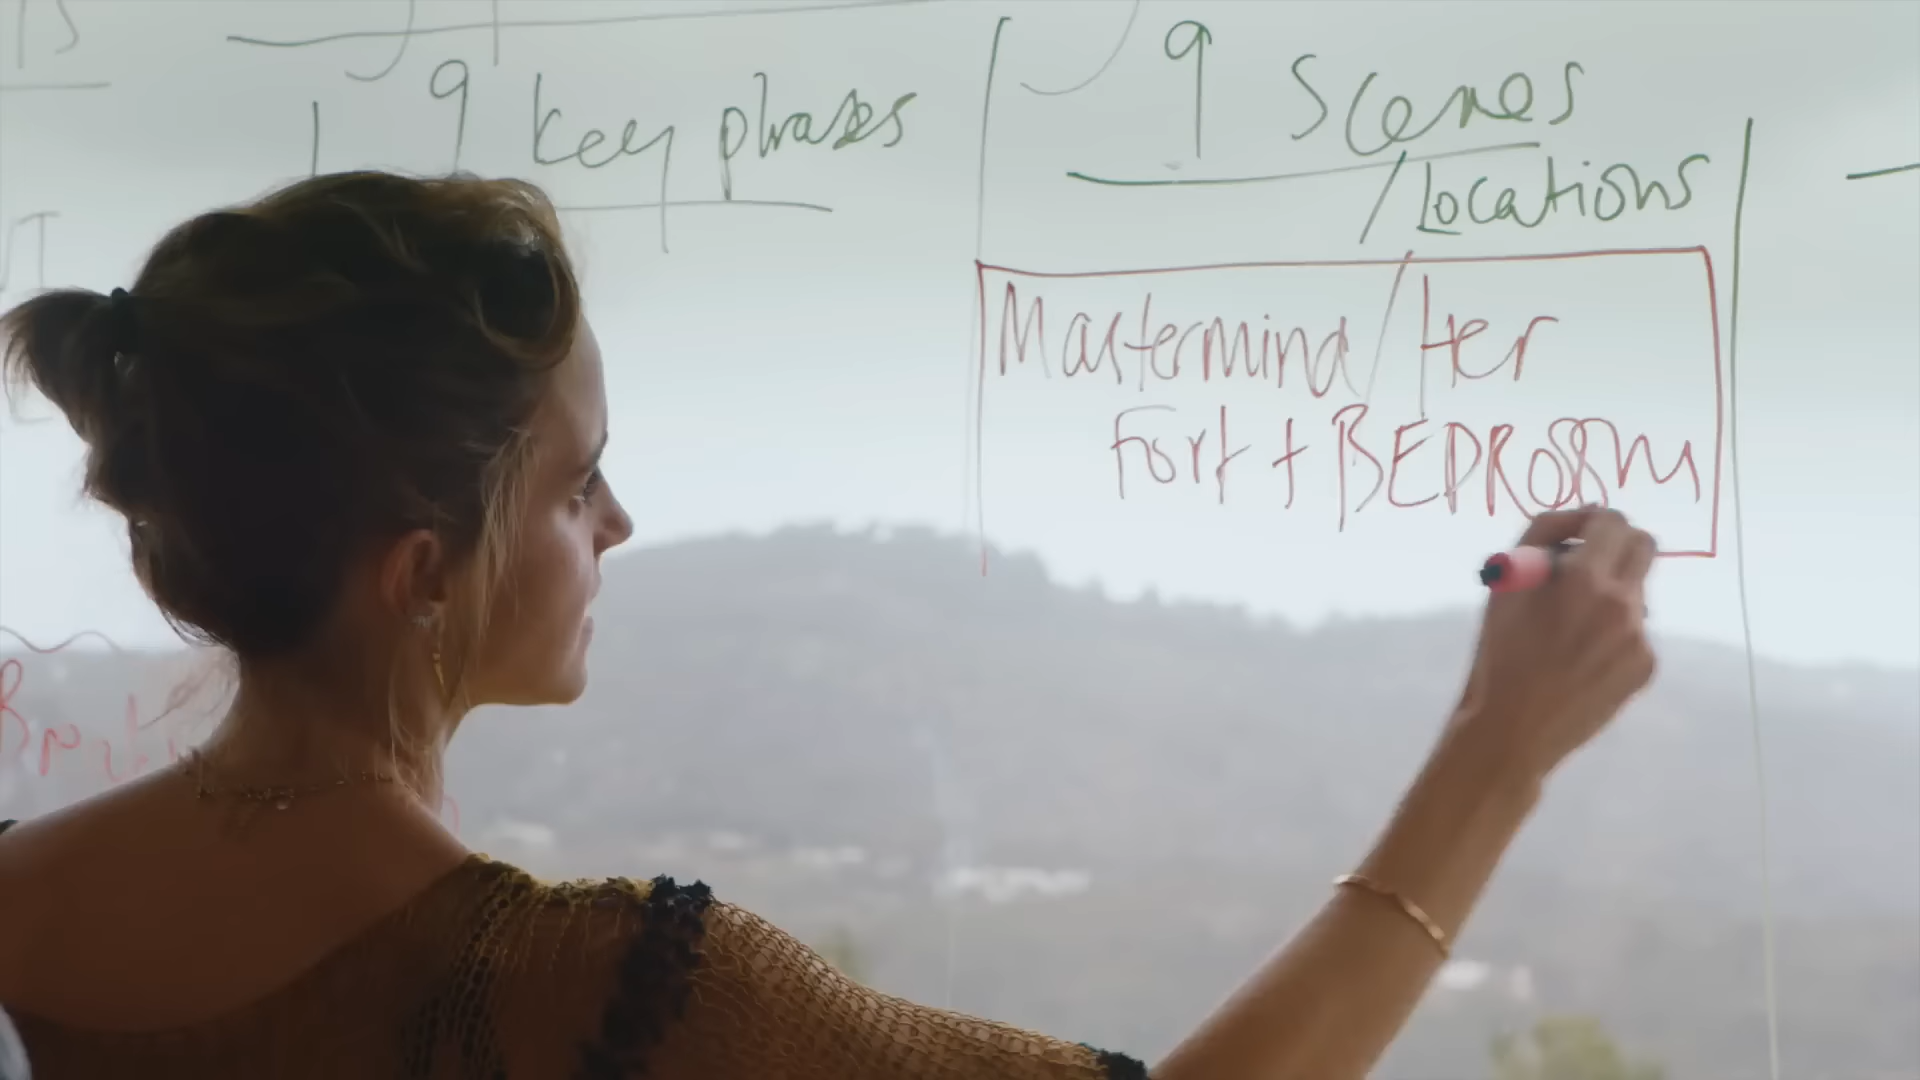 9 key phrases
9 Scenes
/Locations
Mastermind/Her
Fort + BEDROOM